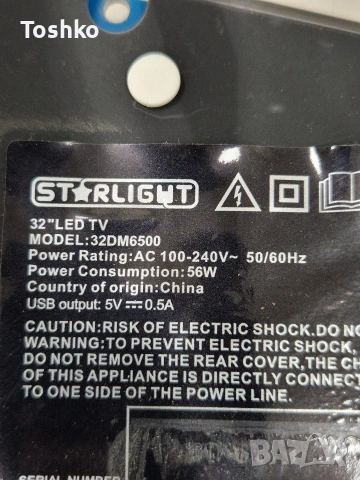 Toshko
STARLIGHT
32"LED TV
MODEL:32DM6500
Power Rating:AC 100-240V~ 50/60Hz
Power Consumption:56W
Country of origin:China
USB output: 5V⎓0.5A
CAUTION:RISK OF ELECTRIC SHOCK.DO NO
WARNING:TO PREVENT ELECTRIC SHOCK,
DO NOT REMOVE THE REAR COVER,THE CH
OF THIS APPLIANCE IS DIRECTLY CONNECT
TO ONE SIDE OF THE POWER LINE.
SERIAL NUMBER
BAZAR